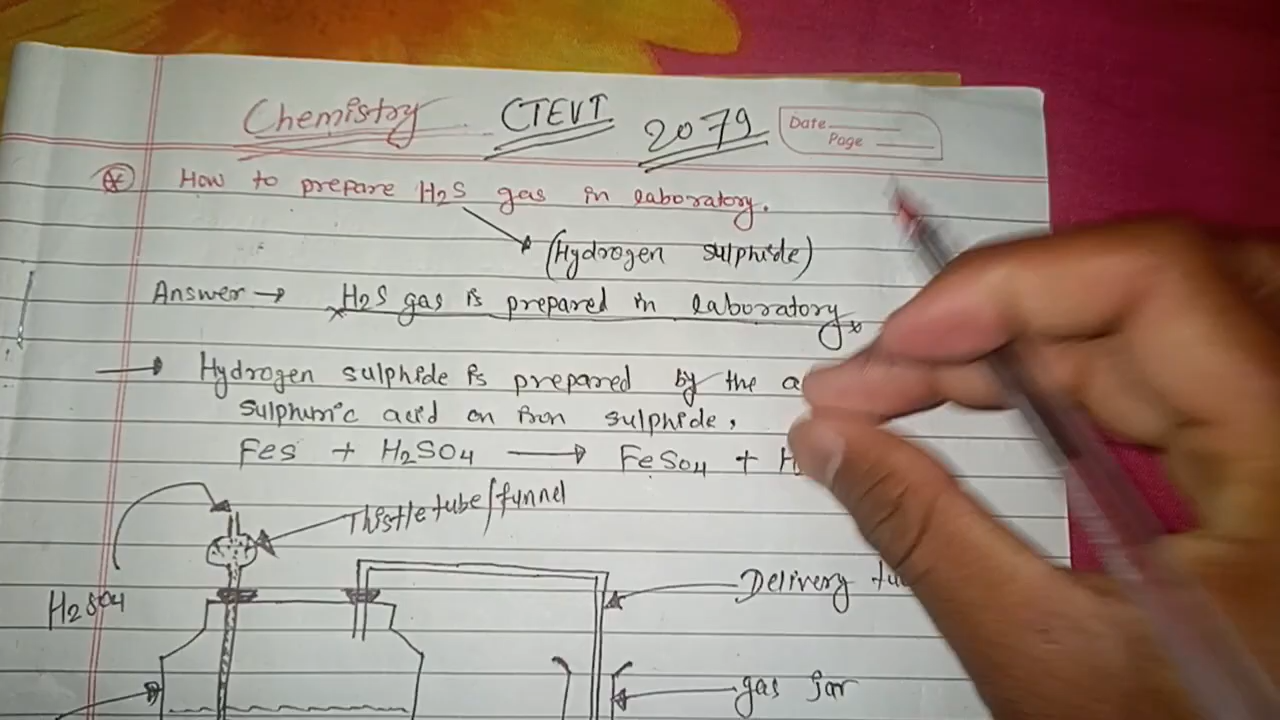 Chemistry CTEVT 2079
Date
Page
How to prepare H2S gas in laboratory.
(Hydrogen sulphide)
Answer → H2S gas is prepared in laboratory
→ Hydrogen sulphide is prepared by the
sulphuric acid on iron sulphide,
FeS + H2SO4 → FeSO4 +
Thistle tube/funnel
H2SO4
Delivery
gas jar